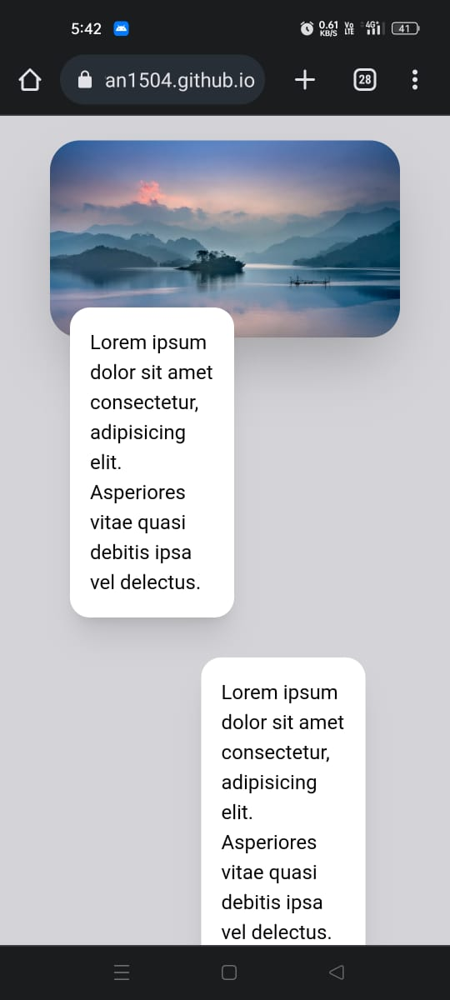 5:42 0.61 KB/S Vo LTE 4G+ 41
an1504.github.io 28
Lorem ipsum
dolor sit amet
consectetur,
adipisicing
elit.
Asperiores
vitae quasi
debitis ipsa
vel delectus.
Lorem ipsum
dolor sit amet
consectetur,
adipisicing
elit.
Asperiores
vitae quasi
debitis ipsa
vel delectus.